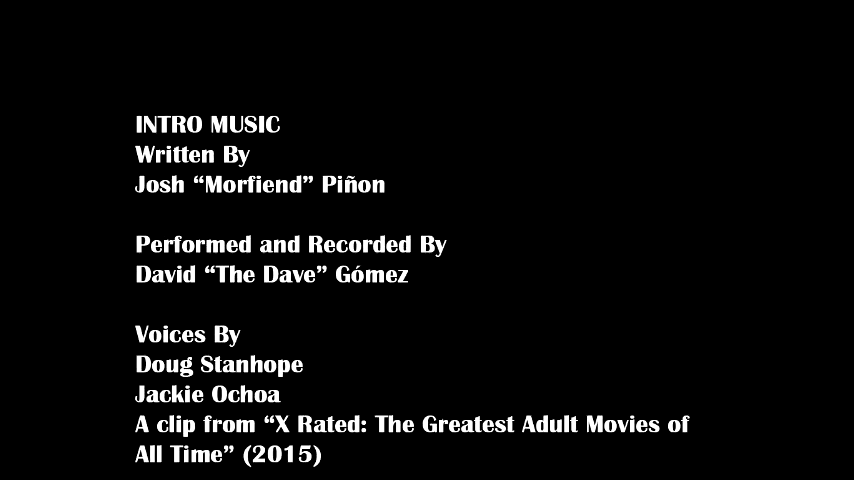 INTRO MUSIC
Written By
Josh “Morfiend” Piñon
Performed and Recorded By
David “The Dave” Gómez
Voices By
Doug Stanhope
Jackie Ochoa
A clip from “X Rated: The Greatest Adult Movies of
All Time” (2015)